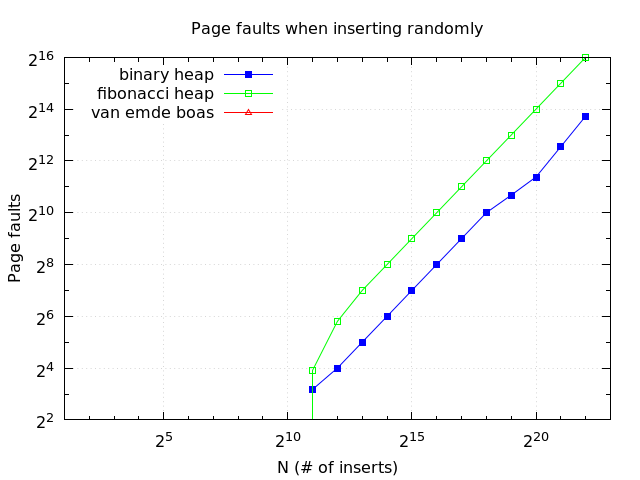 Page faults when inserting randomly
binary heap
fibonacci heap
van emde boas
Page faults
2^16
2^14
2^12
2^10
2^8
2^6
2^4
2^2
2^5 2^10 2^15 2^20
N (# of inserts)